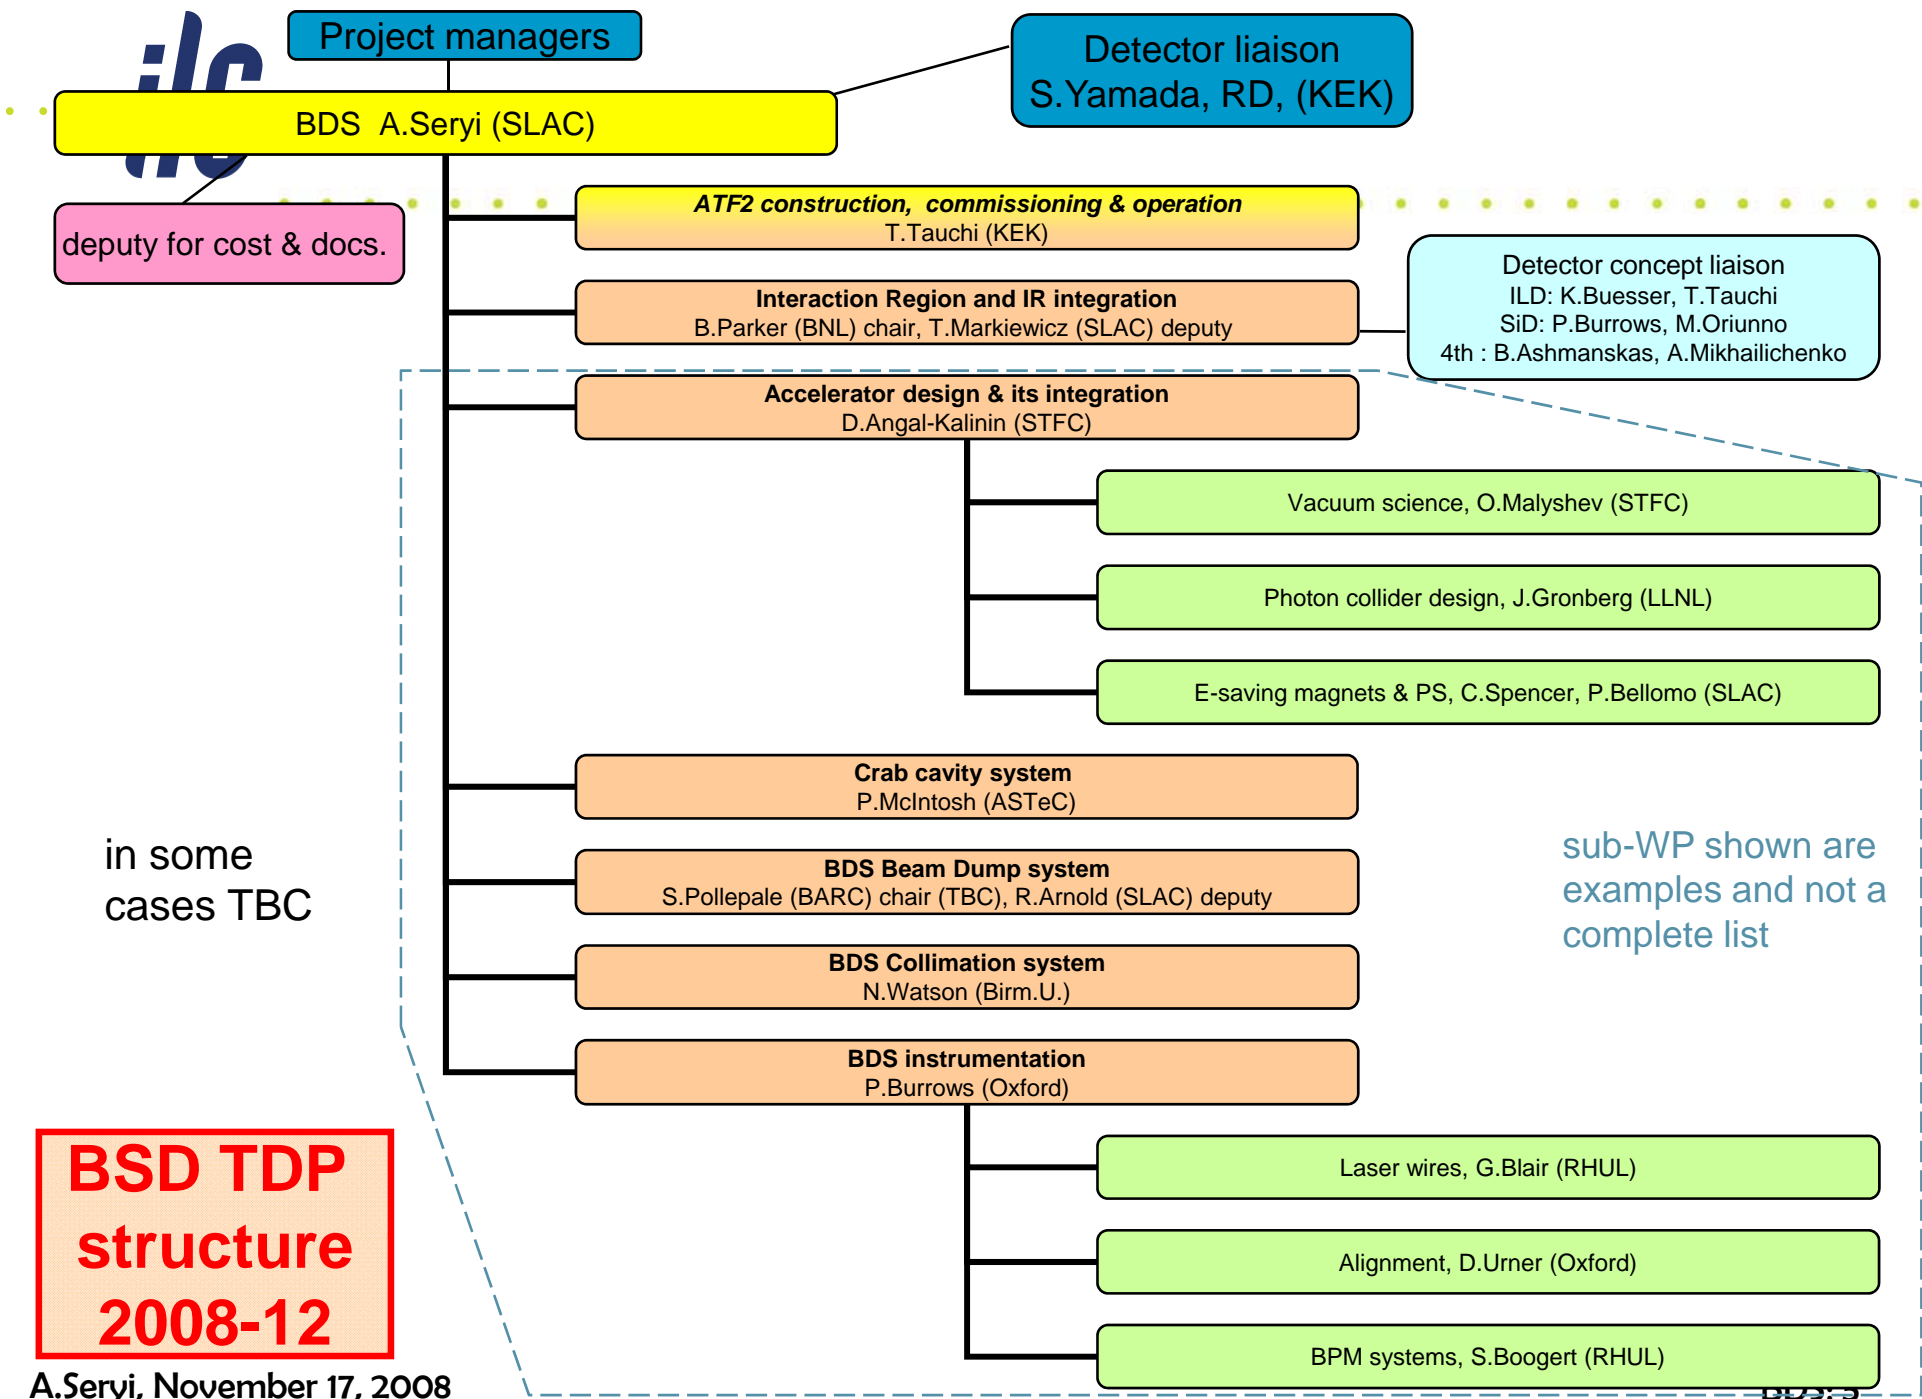 ilc
Project managers
Detector liaison
S.Yamada, RD, (KEK)
BDS A.Seryi (SLAC)
deputy for cost & docs.
ATF2 construction, commissioning & operation
T.Tauchi (KEK)
Interaction Region and IR integration
B.Parker (BNL) chair, T.Markiewicz (SLAC) deputy
Detector concept liaison
ILD: K.Buesser, T.Tauchi
SiD: P.Burrows, M.Oriunno
4th : B.Ashmanskas, A.Mikhailichenko
Accelerator design & its integration
D.Angal-Kalinin (STFC)
Vacuum science, O.Malyshev (STFC)
Photon collider design, J.Gronberg (LLNL)
E-saving magnets & PS, C.Spencer, P.Bellomo (SLAC)
Crab cavity system
P.McIntosh (ASTeC)
in some
cases TBC
BDS Beam Dump system
S.Pollepale (BARC) chair (TBC), R.Arnold (SLAC) deputy
sub-WP shown are
examples and not a
complete list
BDS Collimation system
N.Watson (Birm.U.)
BDS instrumentation
P.Burrows (Oxford)
Laser wires, G.Blair (RHUL)
Alignment, D.Urner (Oxford)
BPM systems, S.Boogert (RHUL)
BSD TDP
structure
2008-12
A.Seryi, November 17, 2008
BDS: 3